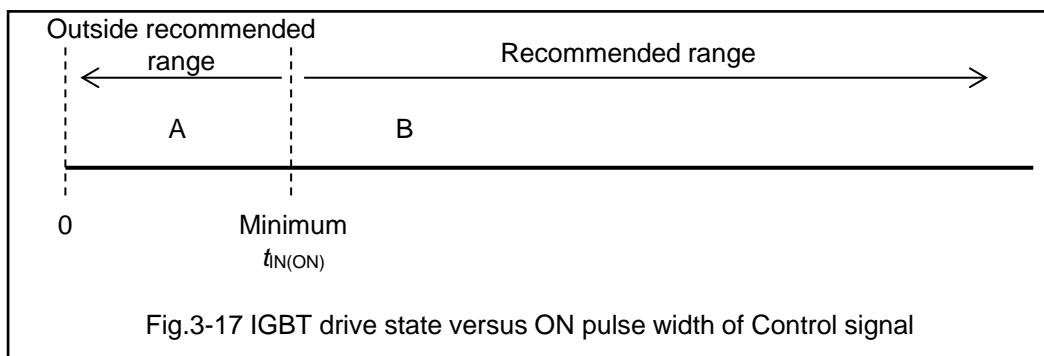 Outside recommended
range
Recommended range
A
B
0
Minimum
tIN(ON)
Fig.3-17 IGBT drive state versus ON pulse width of Control signal